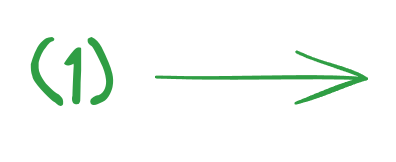 (1) →